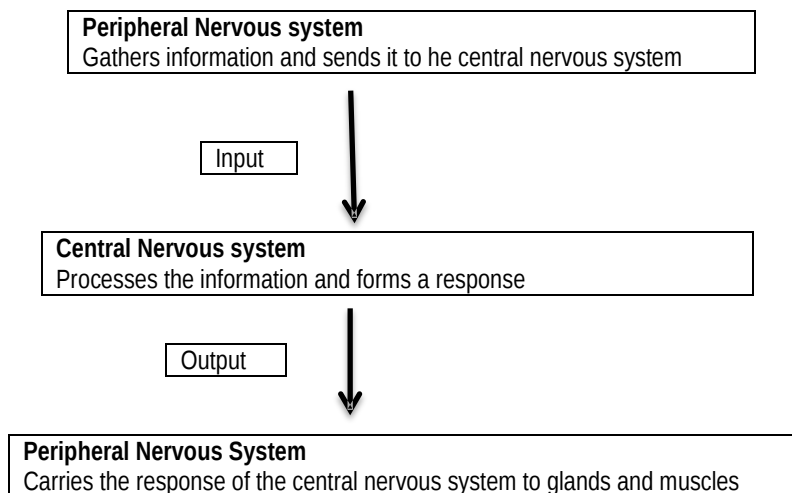 Peripheral Nervous system
Gathers information and sends it to he central nervous system
Input
Central Nervous system
Processes the information and forms a response
Output
Peripheral Nervous System
Carries the response of the central nervous system to glands and muscles